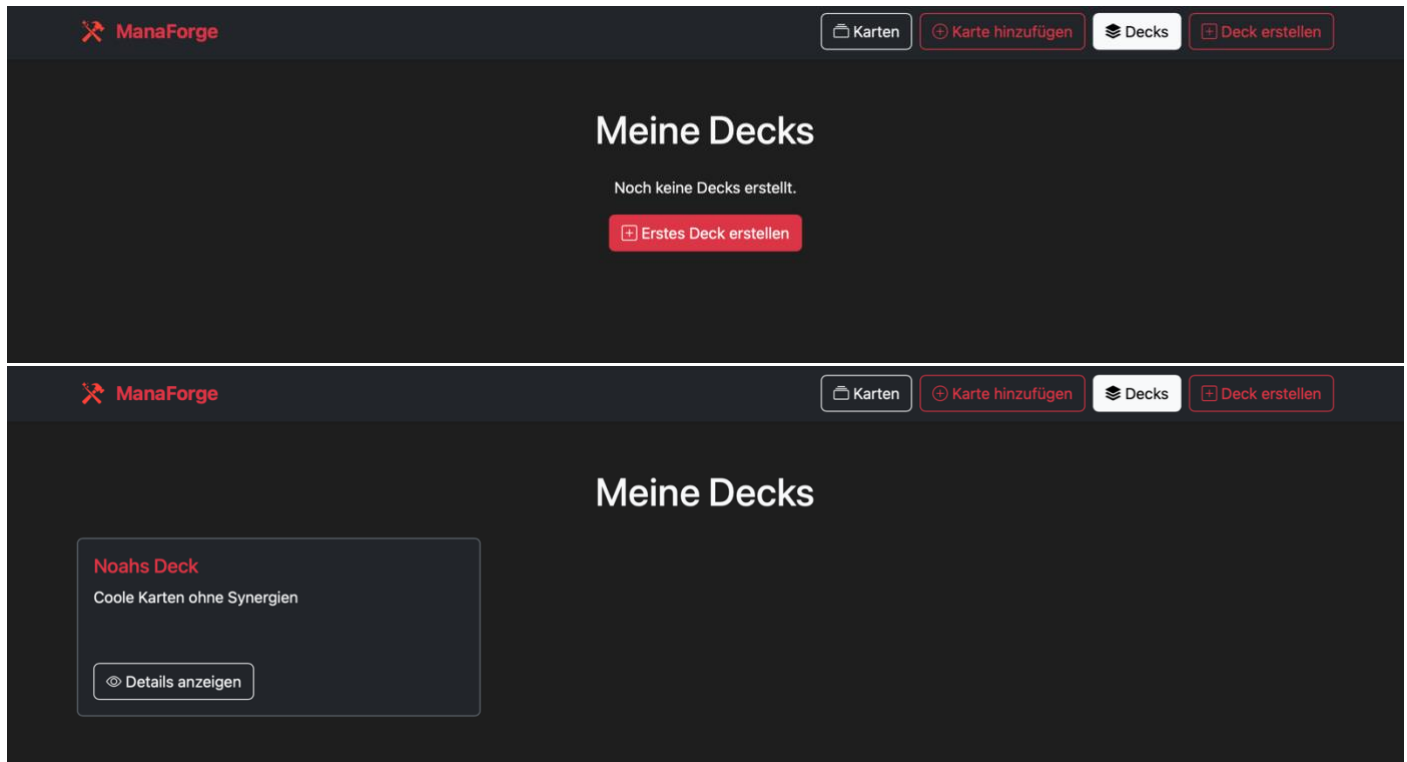 ManaForge Karten Karte hinzufügen Decks Deck erstellen
Meine Decks
Noch keine Decks erstellt.
Erstes Deck erstellen
ManaForge Karten Karte hinzufügen Decks Deck erstellen
Meine Decks
Noahs Deck
Coole Karten ohne Synergien
Details anzeigen